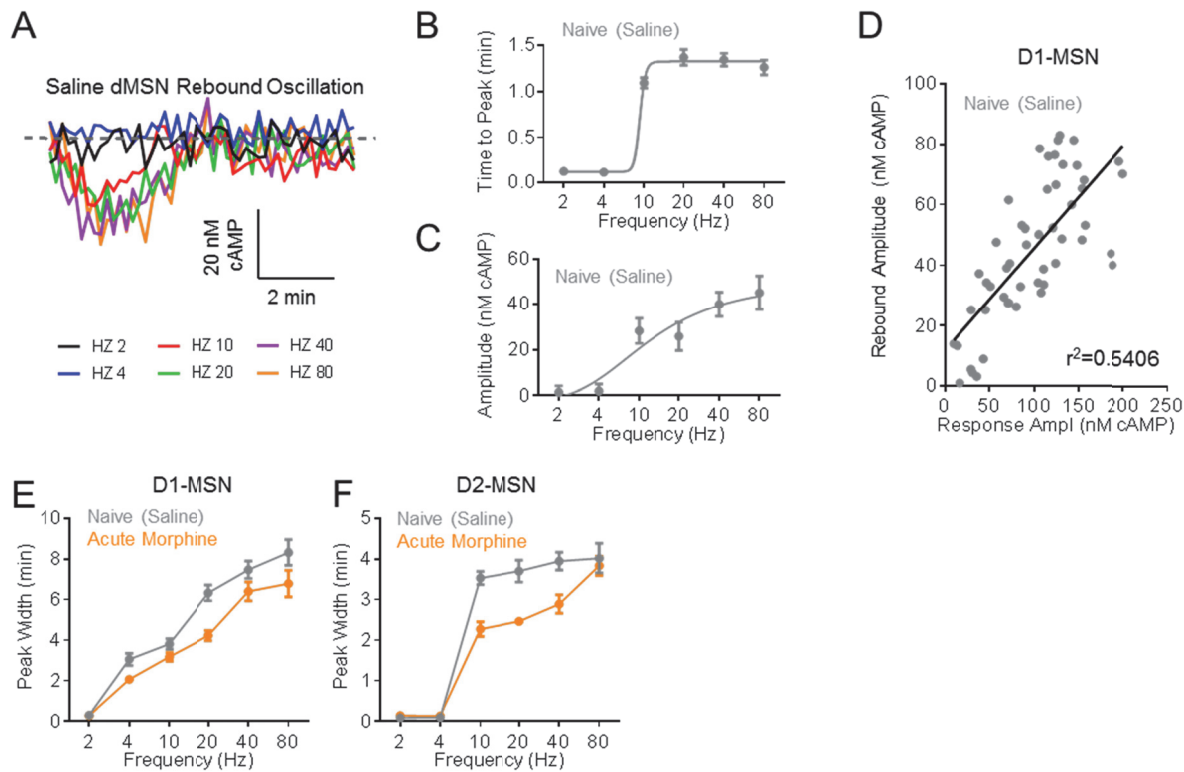 A
Saline dMSN Rebound Oscillation
20 nM
cAMP
2 min
HZ 2
HZ 10
HZ 40
HZ 4
HZ 20
HZ 80
B
Naive (Saline)
Time to Peak (min)
1.5
1.0
0.5
0.0
2 4 10 20 40 80
Frequency (Hz)
C
Naive (Saline)
Amplitude (nM cAMP)
60
40
20
0
2 4 10 20 40 80
Frequency (Hz)
D
D1-MSN
Naive (Saline)
Rebound Amplitude (nM cAMP)
100
80
60
40
20
0
r²=0.5406
0 50 100 150 200 250
Response Ampl (nM cAMP)
E
D1-MSN
Naive (Saline)
Acute Morphine
Peak Width (min)
10
8
6
4
2
0
2 4 10 20 40 80
Frequency (Hz)
F
D2-MSN
Naive (Saline)
Acute Morphine
Peak Width (min)
5
4
3
2
1
0
2 4 10 20 40 80
Frequency (Hz)